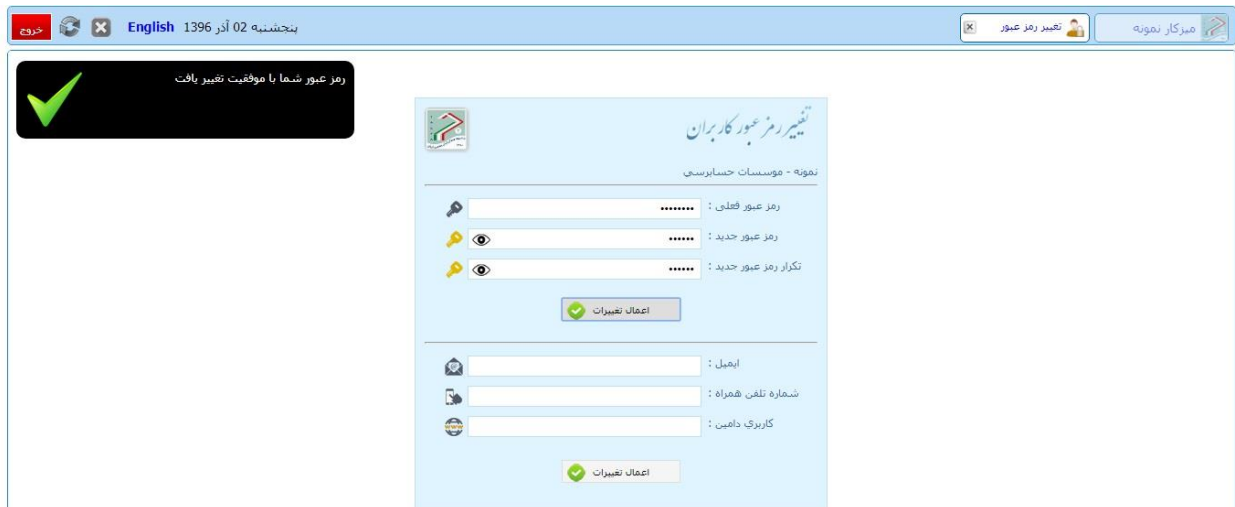 میزکار نمونه
تغییر رمز عبور
پنجشنبه 02 آذر 1396 English
خروج
رمز عبور شما با موفقیت تغییر یافت
تغییر رمز عبور کاربران
نمونه - موسسات حسابرسي
رمز عبور فعلی :
رمز عبور جدید :
تکرار رمز عبور جدید :
اعمال تغییرات
ایمیل :
شماره تلفن همراه :
کاربري دامین :
اعمال تغییرات